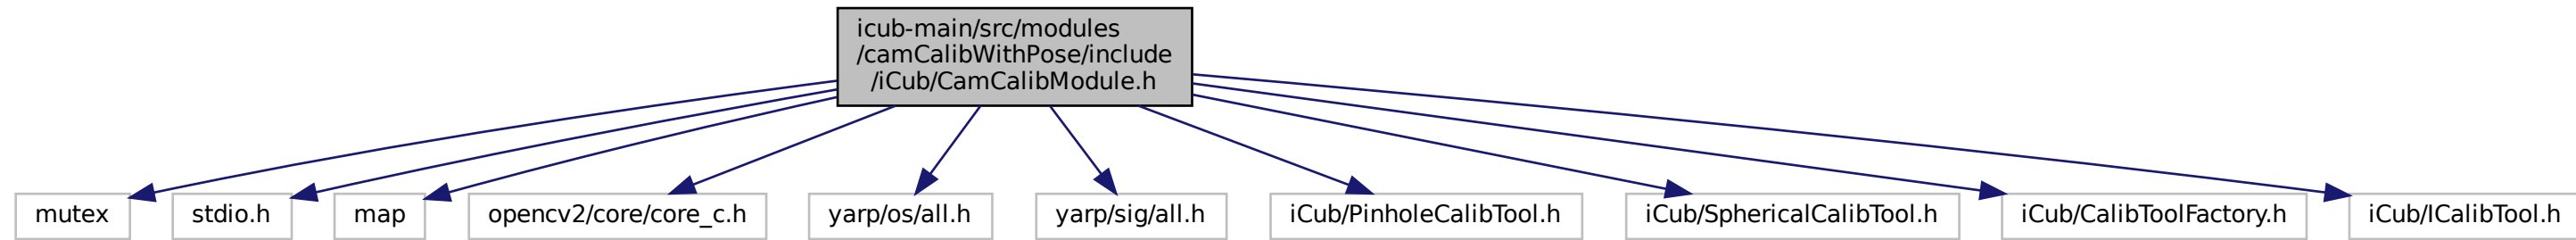 icub-main/src/modules
/camCalibWithPose/include
/iCub/CamCalibModule.h
mutex
stdio.h
map
opencv2/core/core_c.h
yarp/os/all.h
yarp/sig/all.h
iCub/PinholeCalibTool.h
iCub/SphericalCalibTool.h
iCub/CalibToolFactory.h
iCub/ICalibTool.h